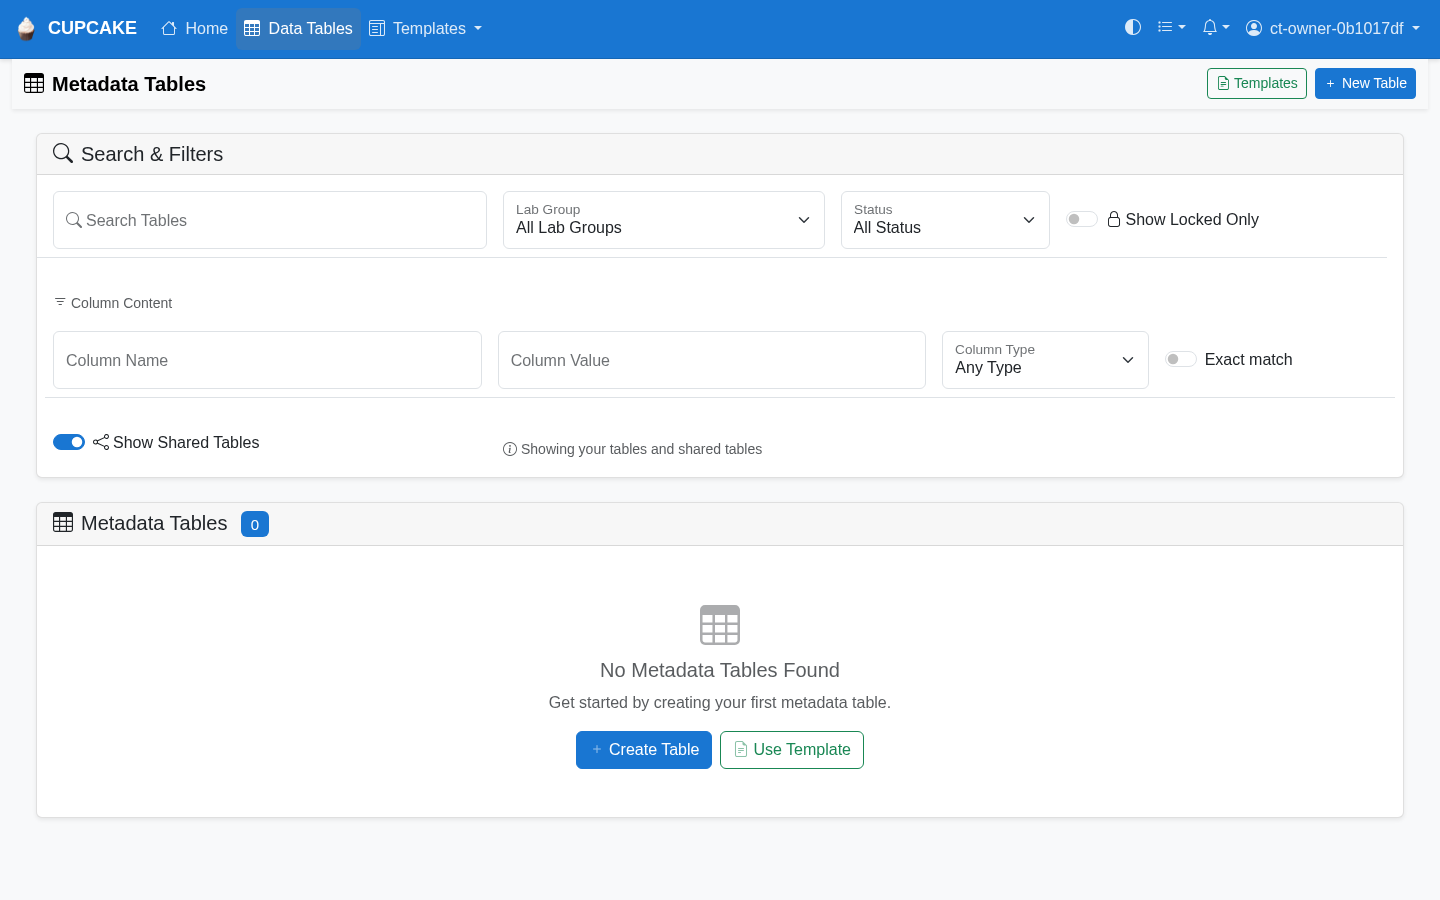 CUPCAKE Home Data Tables Templates ct-owner-0b1017df
Metadata Tables Templates + New Table
Search & Filters
Search Tables
Lab Group
All Lab Groups
Status
All Status
Show Locked Only
Column Content
Column Name
Column Value
Column Type
Any Type
Exact match
Show Shared Tables
Showing your tables and shared tables
Metadata Tables 0
No Metadata Tables Found
Get started by creating your first metadata table.
+ Create Table Use Template